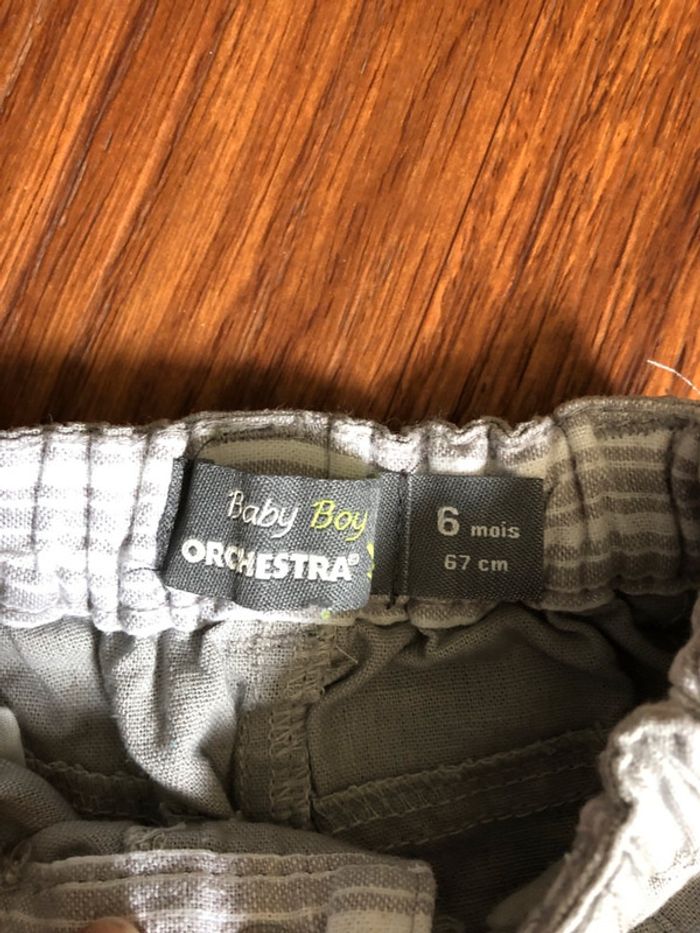 Baby Boy
ORCHESTRA®
6 mois
67 cm